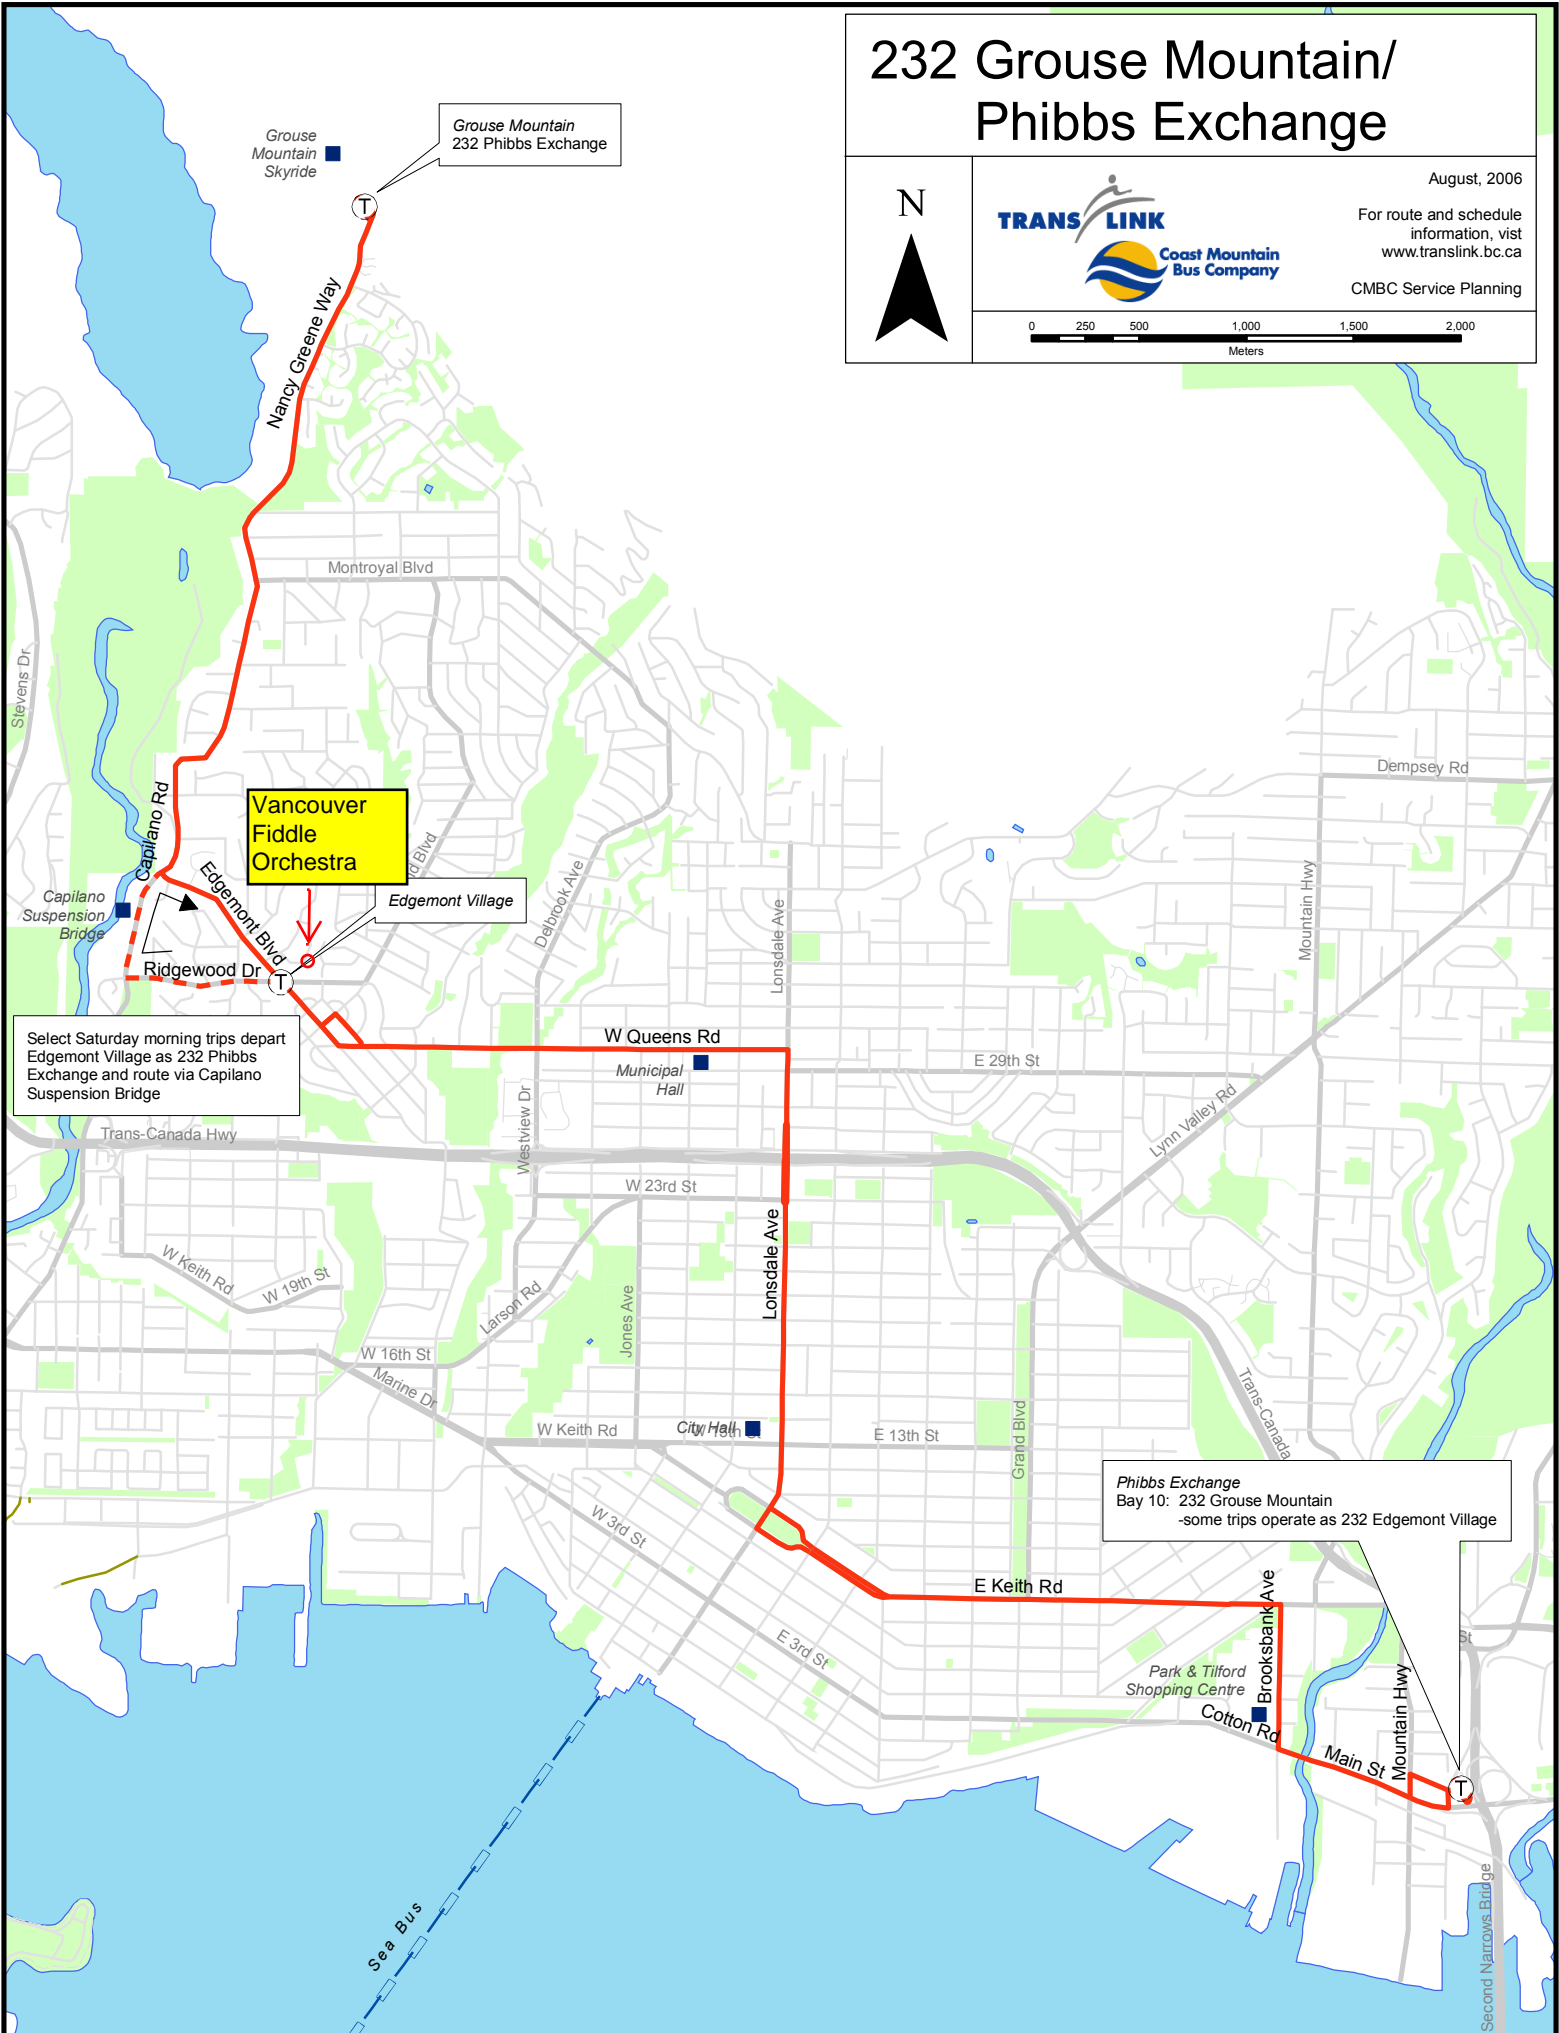 232 Grouse Mountain/
Phibbs Exchange
N
TRANS LINK
Coast Mountain
Bus Company
August, 2006
For route and schedule
information, vist
www.translink.bc.ca
CMBC Service Planning
0 250 500 1,000 1,500 2,000
Meters
Grouse
Mountain
Skyride
Grouse Mountain
232 Phibbs Exchange
T
Nancy Greene Way
Montroyal Blvd
Stevens Dr
Capilano Rd
Vancouver
Fiddle
Orchestra
d Blvd
Edgemont Village
Edgemont Blvd
Capilano
Suspension
Bridge
Ridgewood Dr
T
Delbrook Ave
Lonsdale Ave
Dempsey Rd
Mountain Hwy
Select Saturday morning trips depart
Edgemont Village as 232 Phibbs
Exchange and route via Capilano
Suspension Bridge
W Queens Rd
Municipal
Hall
E 29th St
Lynn Valley Rd
Westview Dr
Trans-Canada Hwy
W 23rd St
Lonsdale Ave
W Keith Rd
W 19th St
Larson Rd
Jones Ave
W 16th St
Marine Dr
W Keith Rd
City Hall
E 13th St
Grand Blvd
Trans-Canada
Phibbs Exchange
Bay 10: 232 Grouse Mountain
-some trips operate as 232 Edgemont Village
W 3rd St
E Keith Rd
Brooksbank Ave
E 3rd St
St
Park & Tilford
Shopping Centre
Cotton Rd
Main St
Mountain Hwy
T
Sea Bus
Second Narrows Bridge